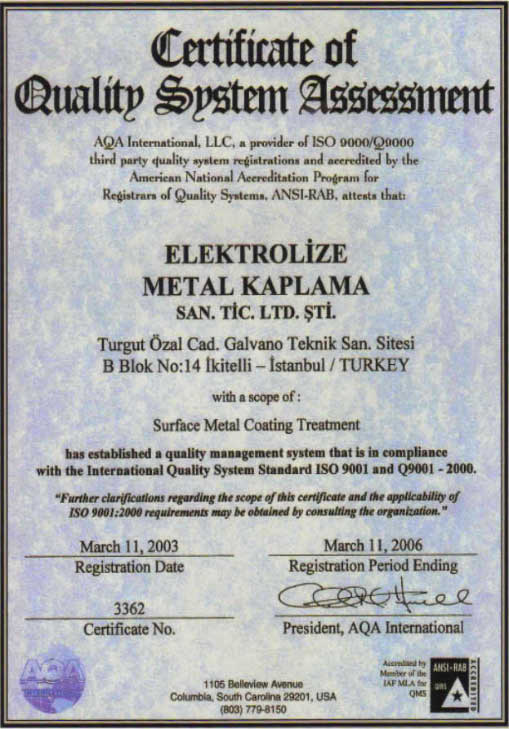 Certificate of
Quality System Assessment
AQA International, LLC, a provider of ISO 9000/Q9000
third party quality system registrations and accredited by the
American National Accreditation Program for
Registrars of Quality Systems, ANSI-RAB, attests that:
ELEKTROLİZE
METAL KAPLAMA
SAN. TİC. LTD. ŞTİ.
Turgut Özal Cad. Galvano Teknik San. Sitesi
B Blok No:14 İkitelli – İstanbul / TURKEY
with a scope of :
Surface Metal Coating Treatment
has established a quality management system that is in compliance
with the International Quality System Standard ISO 9001 and Q9001 - 2000.
"Further clarifications regarding the scope of this certificate and the applicability of
ISO 9001:2000 requirements may be obtained by consulting the organization."
March 11, 2003
Registration Date
March 11, 2006
Registration Period Ending
3362
Certificate No.
President, AQA International
AQA
1105 Belleview Avenue
Columbia, South Carolina 29201, USA
(803) 779-8150
Accredited by
Member of the
IAF MLA for
QMS
ANSI-RAB
QMS
ACCREDITED